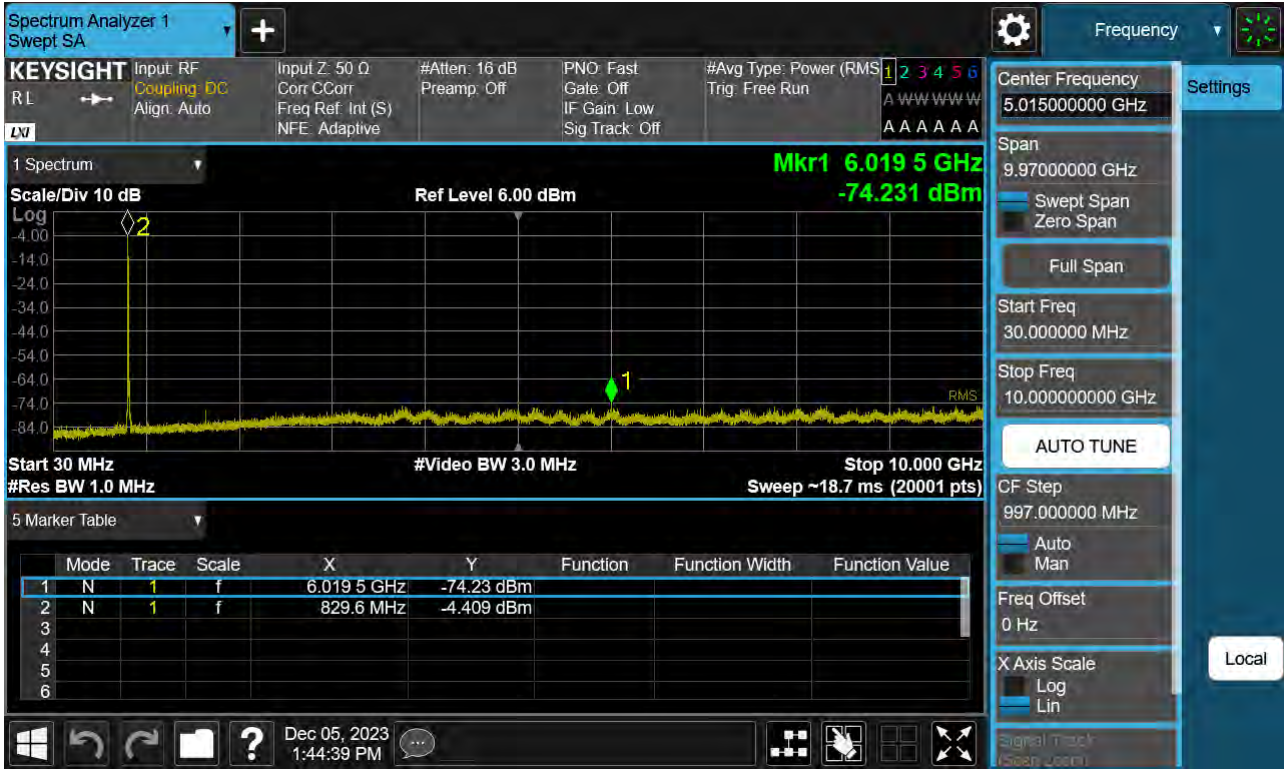 Spectrum Analyzer 1
Swept SA
Frequency
KEYSIGHT
RL
LXI
Input: RF
Coupling: DC
Align: Auto
Input Z: 50 Ω
Corr CCorr
Freq Ref: Int (S)
NFE: Adaptive
#Atten: 16 dB
Preamp: Off
PNO: Fast
Gate: Off
IF Gain: Low
Sig Track: Off
#Avg Type: Power (RMS
Trig: Free Run
1 2 3 4 5 6
A W W W W W
A A A A A A
1 Spectrum
Scale/Div 10 dB
Ref Level 6.00 dBm
Mkr1 6.019 5 GHz
-74.231 dBm
Log
-4.00
-14.0
-24.0
-34.0
-44.0
-54.0
-64.0
-74.0
-84.0
2
1
RMS
Start 30 MHz
#Video BW 3.0 MHz
Stop 10.000 GHz
#Res BW 1.0 MHz
Sweep ~18.7 ms (20001 pts)
5 Marker Table
Mode Trace Scale X Y Function Function Width Function Value
1 N 1 f 6.019 5 GHz -74.23 dBm
2 N 1 f 829.6 MHz -4.409 dBm
3
4
5
6
Dec 05, 2023
1:44:39 PM
Center Frequency
5.015000000 GHz
Settings
Span
9.97000000 GHz
Swept Span
Zero Span
Full Span
Start Freq
30.000000 MHz
Stop Freq
10.000000000 GHz
AUTO TUNE
CF Step
997.000000 MHz
Auto
Man
Freq Offset
0 Hz
X Axis Scale
Log
Lin
Local
Signal Track
(Span Zoom)